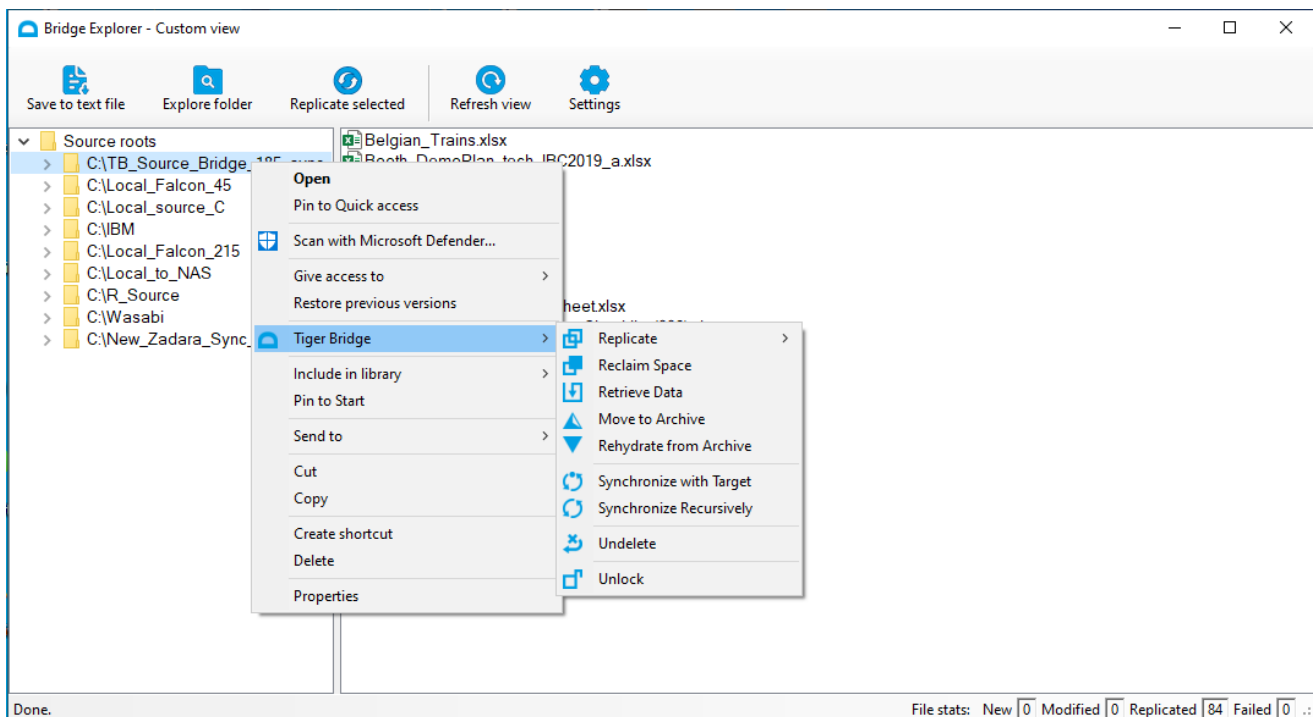 Bridge Explorer - Custom view
Save to text file
Explore folder
Replicate selected
Refresh view
Settings
Source roots
C:\TB_Source_Bridge_185_sync
C:\Local_Falcon_45
C:\Local_source_C
C:\IBM
C:\Local_Falcon_215
C:\Local_to_NAS
C:\R_Source
C:\Wasabi
C:\New_Zadara_Sync_
Belgian_Trains.xlsx
Booth_DemoPlan_tech_IBC2019_a.xlsx
heet.xlsx
Open
Pin to Quick access
Scan with Microsoft Defender...
Give access to
Restore previous versions
Tiger Bridge
Include in library
Pin to Start
Send to
Cut
Copy
Create shortcut
Delete
Properties
Replicate
Reclaim Space
Retrieve Data
Move to Archive
Rehydrate from Archive
Synchronize with Target
Synchronize Recursively
Undelete
Unlock
Done.
File stats: New 0 Modified 0 Replicated 84 Failed 0